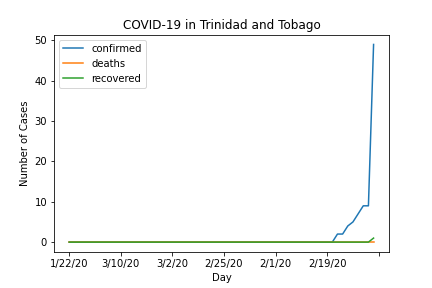 COVID-19 in Trinidad and Tobago
50
40
30
20
10
0
Number of Cases
confirmed
deaths
recovered
1/22/20 3/10/20 3/2/20 2/25/20 2/1/20 2/19/20
Day